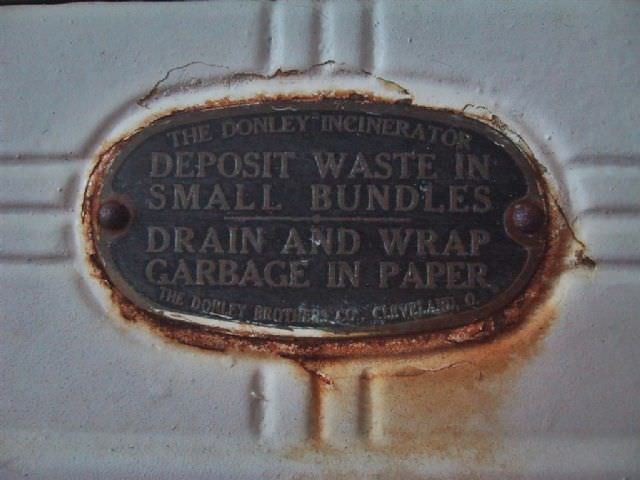 THE DONLEY INCINERATOR
DEPOSIT WASTE IN
SMALL BUNDLES
DRAIN AND WRAP
GARBAGE IN PAPER
THE DONLEY BROTHERS CO., CLEVELAND, O.